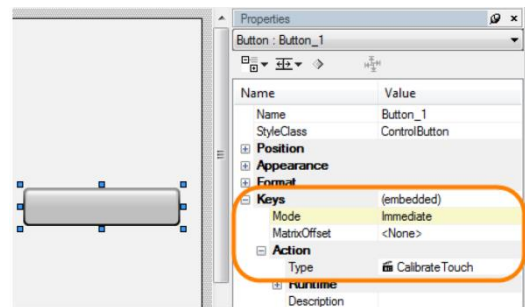 Properties
Button : Button_1
Name Value
Name Button_1
StyleClass ControlButton
Position
Appearance
Format
Keys (embedded)
Mode Immediate
MatrixOffset <None>
Action
Type CalibrateTouch
Runtime
Description